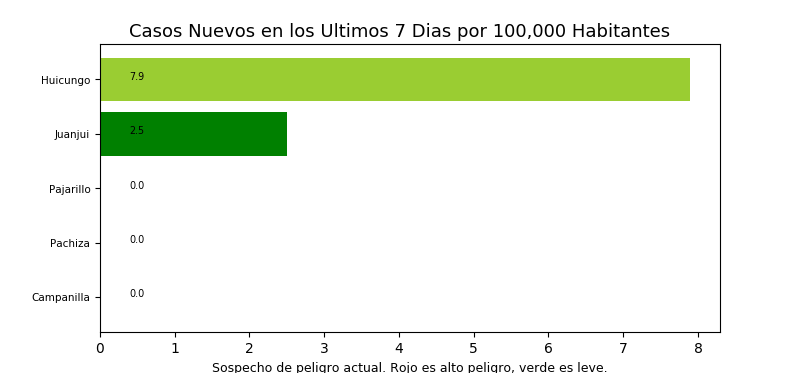 Casos Nuevos en los Ultimos 7 Dias por 100,000 Habitantes
Huicungo 7.9
Juanjui 2.5
Pajarillo 0.0
Pachiza 0.0
Campanilla 0.0
0 1 2 3 4 5 6 7 8
Sospecho de peligro actual. Rojo es alto peligro, verde es leve.